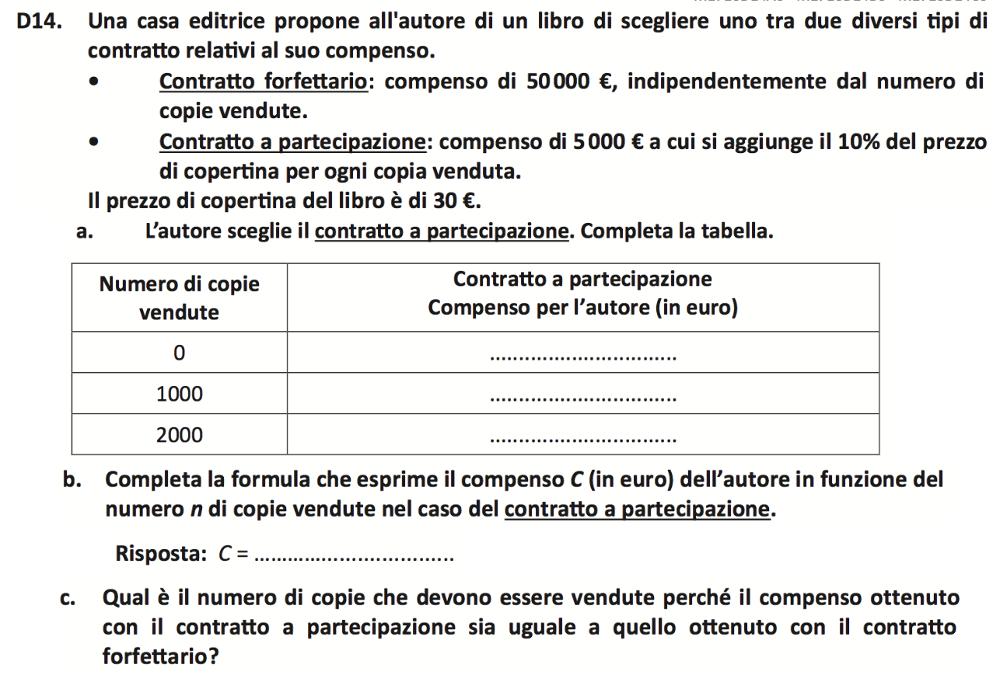 D14. Una casa editrice propone all'autore di un libro di scegliere uno tra due diversi tipi di
contratto relativi al suo compenso.
• Contratto forfettario: compenso di 50 000 €, indipendentemente dal numero di
copie vendute.
• Contratto a partecipazione: compenso di 5 000 € a cui si aggiunge il 10% del prezzo
di copertina per ogni copia venduta.
Il prezzo di copertina del libro è di 30 €.
a. L’autore sceglie il contratto a partecipazione. Completa la tabella.
Numero di copie
vendute
Contratto a partecipazione
Compenso per l’autore (in euro)
0 ................................
1000 ................................
2000 ................................
b. Completa la formula che esprime il compenso C (in euro) dell’autore in funzione del
numero n di copie vendute nel caso del contratto a partecipazione.
Risposta: C = ....................................
c. Qual è il numero di copie che devono essere vendute perché il compenso ottenuto
con il contratto a partecipazione sia uguale a quello ottenuto con il contratto
forfettario?